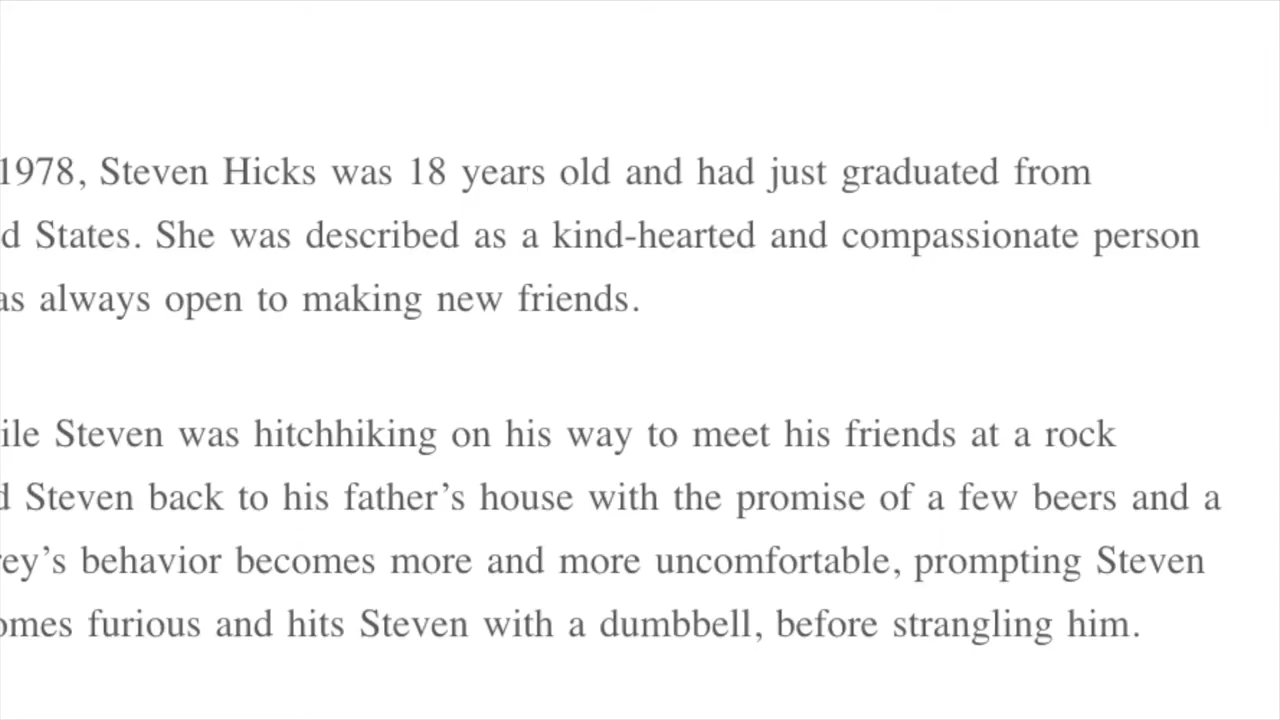 1978, Steven Hicks was 18 years old and had just graduated from
d States. She was described as a kind-hearted and compassionate person
as always open to making new friends.
ile Steven was hitchhiking on his way to meet his friends at a rock
d Steven back to his father’s house with the promise of a few beers and a
rey’s behavior becomes more and more uncomfortable, prompting Steven
omes furious and hits Steven with a dumbbell, before strangling him.